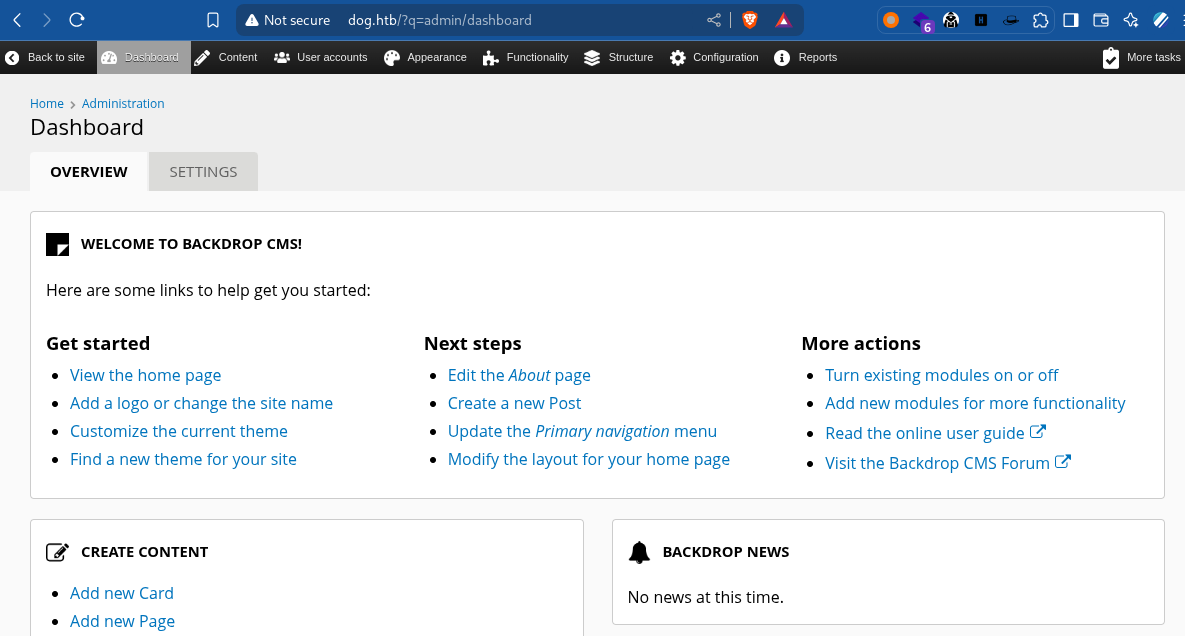 Not secure dog.htb/?q=admin/dashboard
6
Back to site Dashboard Content User accounts Appearance Functionality Structure Configuration Reports More tasks
Home › Administration
Dashboard
OVERVIEW SETTINGS
WELCOME TO BACKDROP CMS!
Here are some links to help get you started:
Get started
View the home page
Add a logo or change the site name
Customize the current theme
Find a new theme for your site
Next steps
Edit the About page
Create a new Post
Update the Primary navigation menu
Modify the layout for your home page
More actions
Turn existing modules on or off
Add new modules for more functionality
Read the online user guide
Visit the Backdrop CMS Forum
CREATE CONTENT
Add new Card
Add new Page
BACKDROP NEWS
No news at this time.